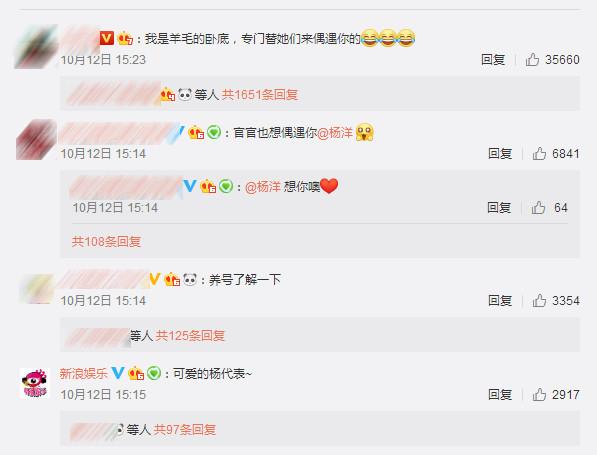 ：我是羊毛的卧底，专门替她们来偶遇你的
10月12日 15:23 回复 35660
等人 共1651条回复
：官官也想偶遇你@杨洋
10月12日 15:14 回复 6841
：@杨洋 想你噢
10月12日 15:14 回复 64
共108条回复
：养号了解一下
10月12日 15:14 回复 3354
等人 共125条回复
新浪娱乐：可爱的杨代表~
10月12日 15:15 回复 2917
等人 共97条回复